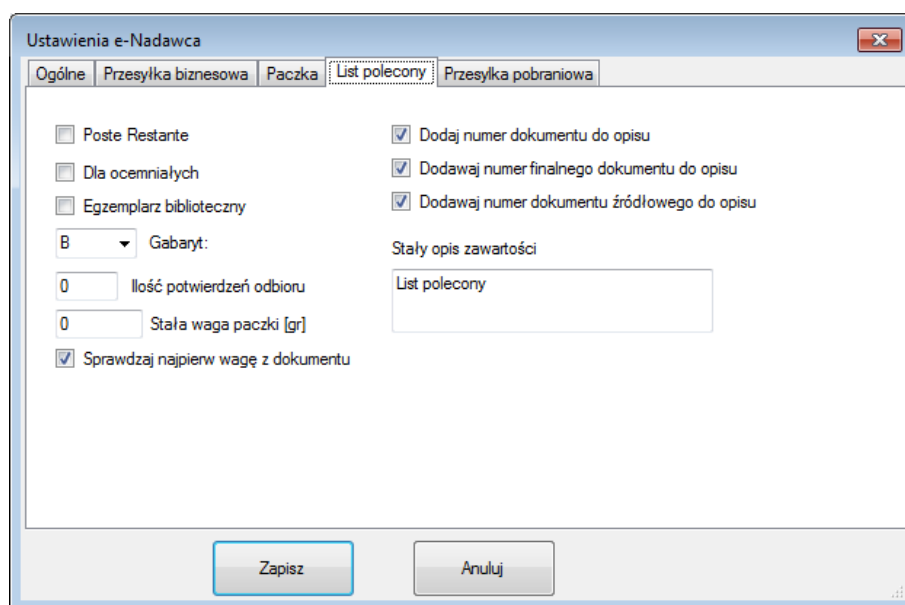 Ustawienia e-Nadawca
Ogólne Przesyłka biznesowa Paczka List polecony Przesylka pobraniowa
Poste Restante
Dla ocemniałych
Egzemplarz biblioteczny
B Gabaryt:
0 Ilość potwierdzeń odbioru
0 Stała waga paczki [gr]
Sprawdzaj najpierw wagę z dokumentu
Dodaj numer dokumentu do opisu
Dodawaj numer finalnego dokumentu do opisu
Dodawaj numer dokumentu źródłowego do opisu
Stały opis zawartości
List polecony
Zapisz Anuluj